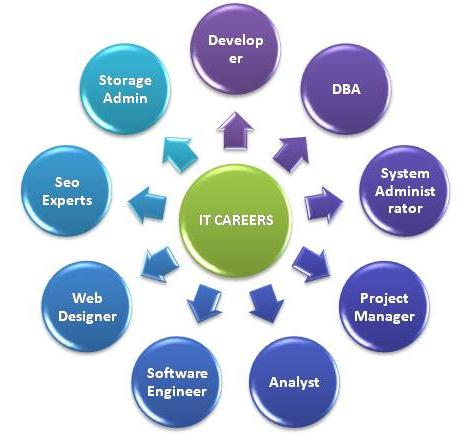 Develop
er
DBA
System
Administ
rator
Project
Manager
Analyst
Software
Engineer
Web
Designer
Seo
Experts
Storage
Admin
IT CAREERS